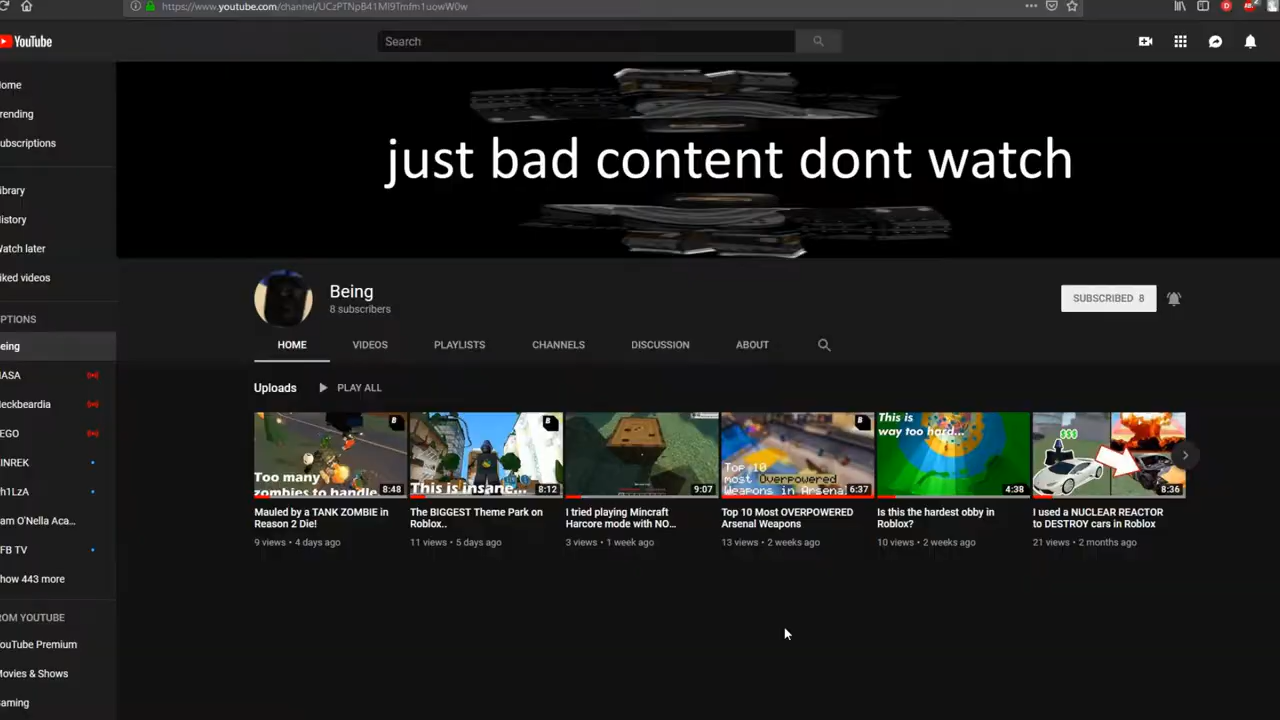 https://www.youtube.com/channel/UCzPTNpB41MI9Tmfm1uowW0w
YouTube
Search
ome
rending
ubscriptions
ibrary
istory
atch later
iked videos
PTIONS
eing
ASA
eckbeardia
EGO
INREK
h1LzA
am O'Nella Aca...
FB TV
how 443 more
ROM YOUTUBE
ouTube Premium
ovies & Shows
aming
just bad content dont watch
Being
8 subscribers
SUBSCRIBED 8
HOME
VIDEOS
PLAYLISTS
CHANNELS
DISCUSSION
ABOUT
Uploads
PLAY ALL
Too many
zombies to handle
8:48
Mauled by a TANK ZOMBIE in
Reason 2 Die!
9 views • 4 days ago
This is insane...
8:12
The BIGGEST Theme Park on
Roblox..
11 views • 5 days ago
9:07
I tried playing Mincraft
Harcore mode with NO...
3 views • 1 week ago
Top 10
most Overpowered
Weapons in Arsenal
6:37
Top 10 Most OVERPOWERED
Arsenal Weapons
13 views • 2 weeks ago
This is
way too hard...
4:38
Is this the hardest obby in
Roblox?
10 views • 2 weeks ago
$$$
8:36
I used a NUCLEAR REACTOR
to DESTROY cars in Roblox
21 views • 2 months ago